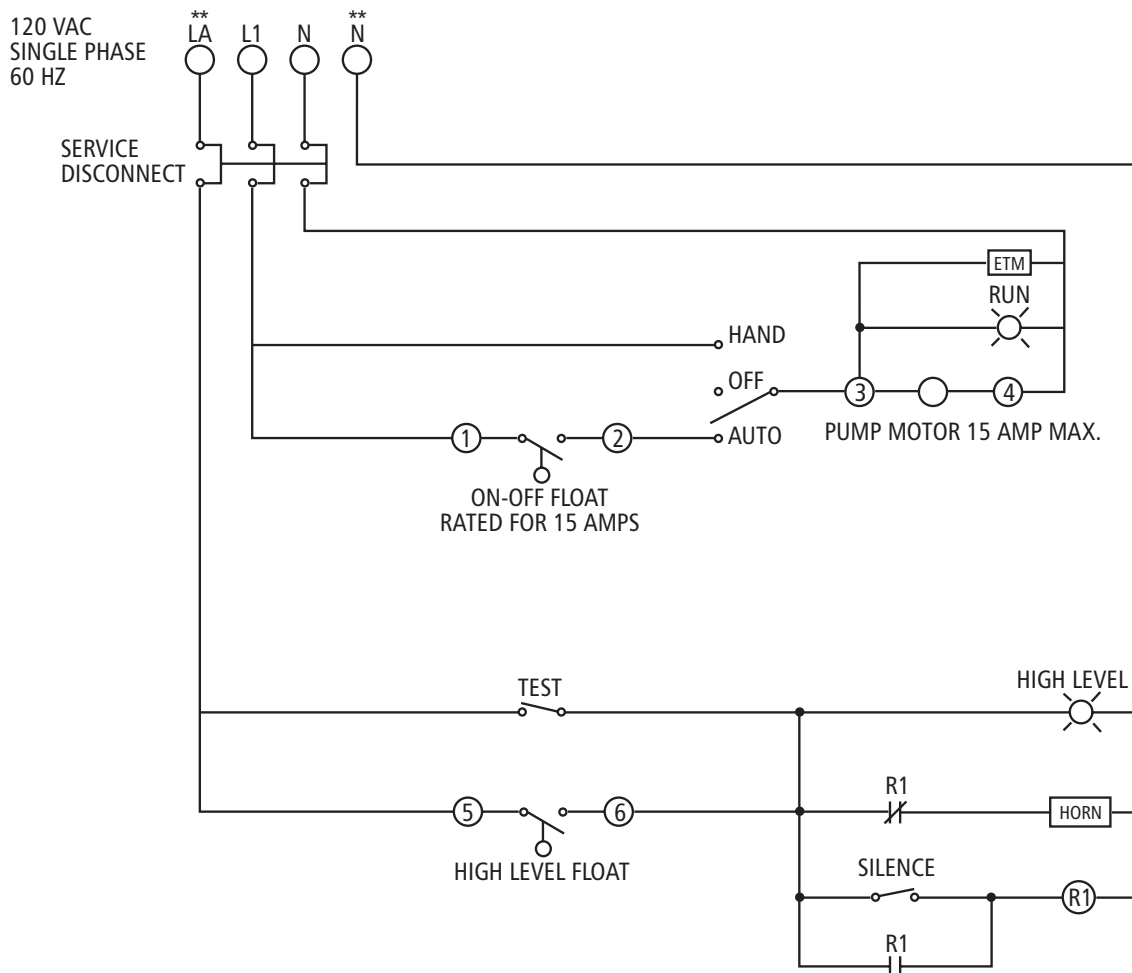 120 VAC
SINGLE PHASE
60 HZ
** **
LA L1 N N
SERVICE
DISCONNECT
ETM
RUN
HAND
OFF
3 4
AUTO
1 2
PUMP MOTOR 15 AMP MAX.
ON-OFF FLOAT
RATED FOR 15 AMPS
TEST
HIGH LEVEL
R1
5 6
HORN
HIGH LEVEL FLOAT
SILENCE
R1
R1